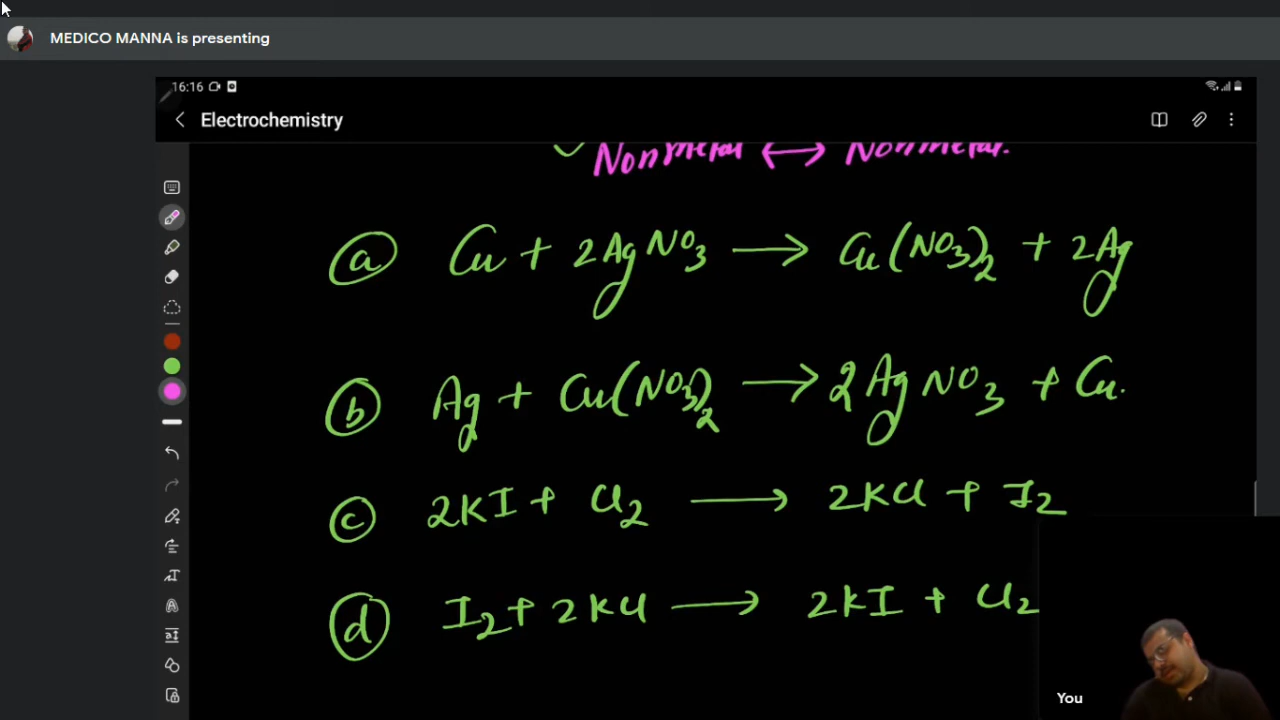 MEDICO MANNA is presenting
16:16
Electrochemistry
Nonmetal ↔ Nonmetal.
a Cu + 2AgNO3 → Cu(NO3)2 + 2Ag
b Ag + Cu(NO3)2 → 2AgNO3 + Cu.
c 2KI + Cl2 → 2KCl + I2
d I2 + 2KCl → 2KI + Cl2
You